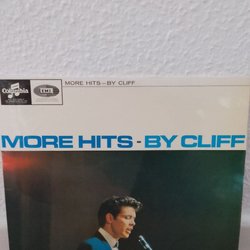 Columbia
EMI
MORE HITS—BY CLIFF
MORE HITS - BY CLIFF